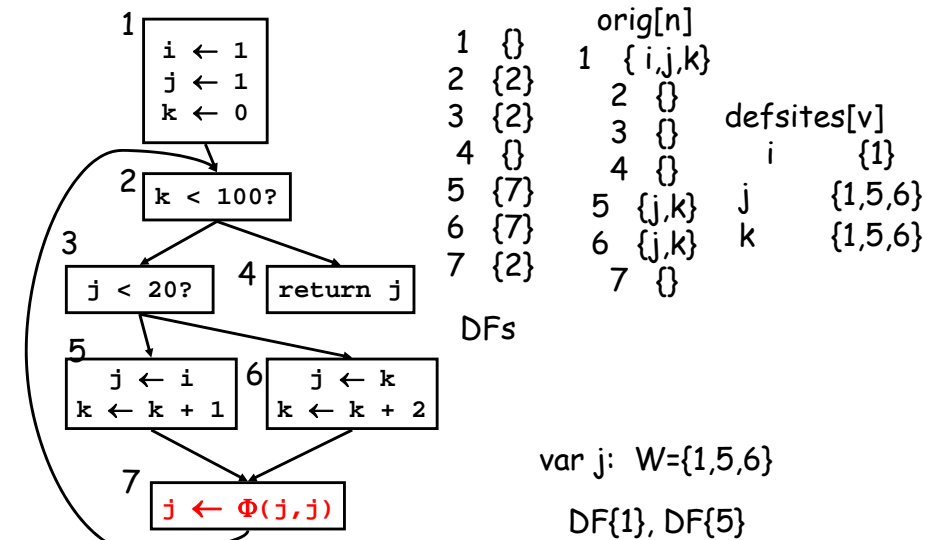 1
i ← 1
j ← 1
k ← 0
2
k < 100?
3
j < 20?
4
return j
5
j ← i
k ← k + 1
6
j ← k
k ← k + 2
7
j ← Φ(j,j)
1 {}
2 {2}
3 {2}
4 {}
5 {7}
6 {7}
7 {2}
DFs
orig[n]
1 { i,j,k}
2 {}
3 {}
4 {}
5 {j,k}
6 {j,k}
7 {}
defsites[v]
i {1}
j {1,5,6}
k {1,5,6}
var j: W={1,5,6}
DF{1}, DF{5}